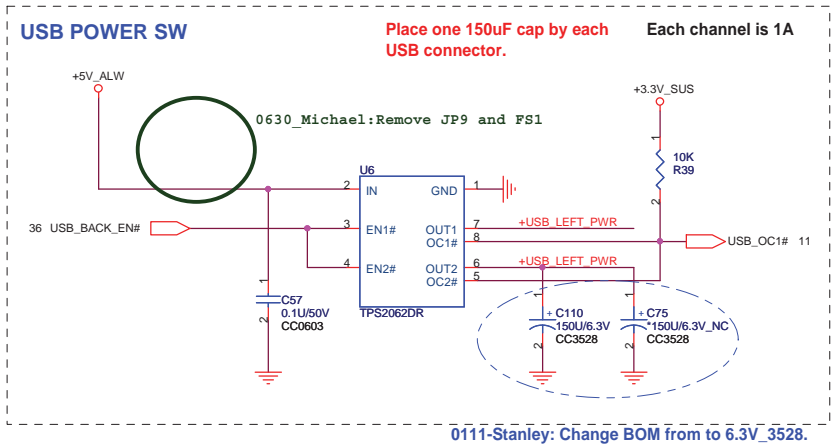 USB POWER SW
Place one 150uF cap by each
USB connector.
Each channel is 1A
+5V_ALW
+3.3V_SUS
0630_Michael:Remove JP9 and FS1
1
10K
R39
2
U6
2 IN
GND 1
36 USB_BACK_EN#
3 EN1#
OUT1 7 +USB_LEFT_PWR
OC1# 8
USB_OC1# 11
4 EN2#
OUT2 6 +USB_LEFT_PWR
OC2# 5
TPS2062DR
1
C57
0.1U/50V
2 CC0603
1
+ C110
150U/6.3V
2 CC3528
1
+ C75
*150U/6.3V_NC
2 CC3528
0111-Stanley: Change BOM from to 6.3V_3528.